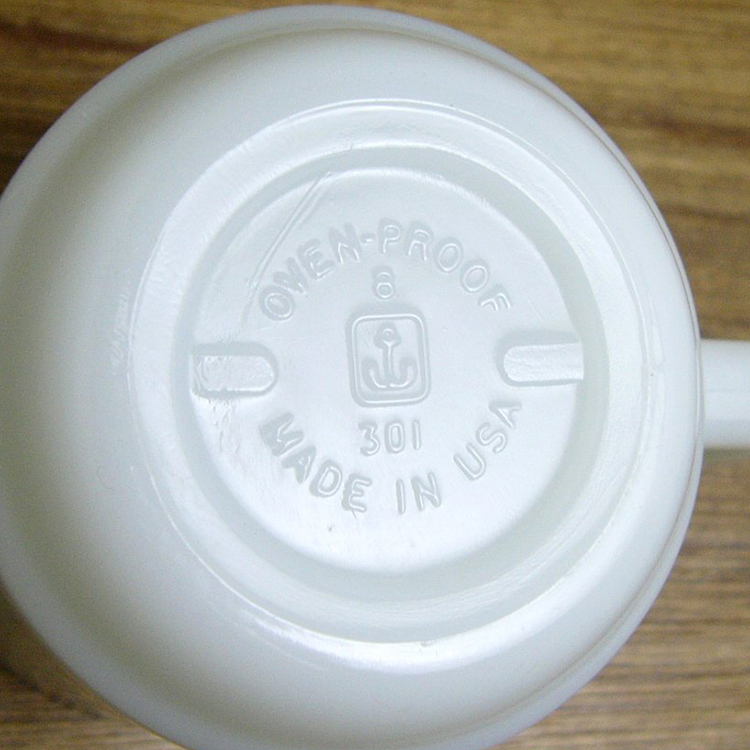 OVEN-PROOF
8
301
MADE IN USA